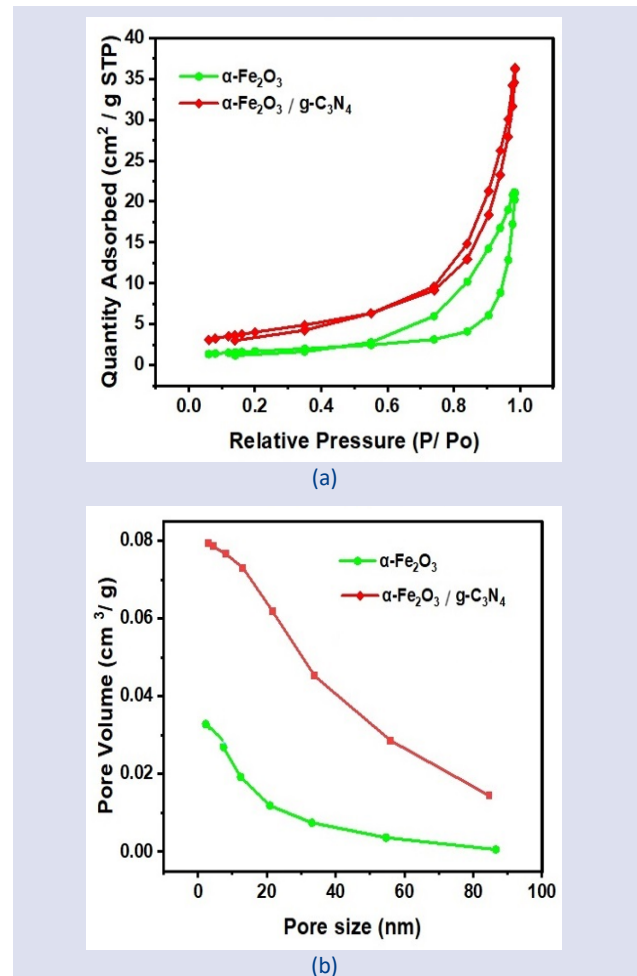 40
35
30
25
20
15
10
5
0
Quantity Adsorbed (cm² / g STP)
α-Fe₂O₃
α-Fe₂O₃ / g-C₃N₄
0.0 0.2 0.4 0.6 0.8 1.0
Relative Pressure (P/ Po)
(a)
0.08
0.06
0.04
0.02
0.00
Pore Volume (cm³/ g)
α-Fe₂O₃
α-Fe₂O₃ / g-C₃N₄
0 20 40 60 80 100
Pore size (nm)
(b)